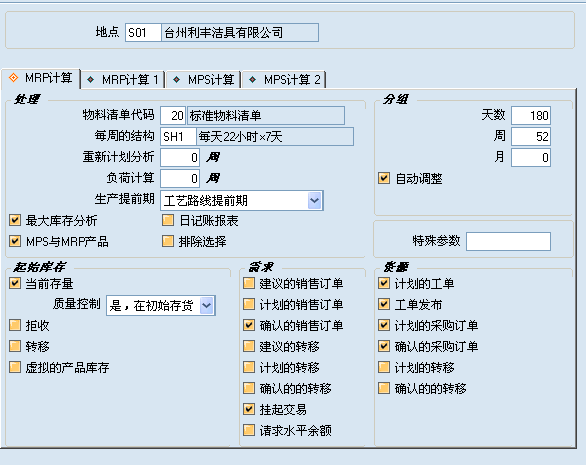 地点 S01 台州利丰洁具有限公司
MRP计算 MRP计算 1 MPS计算 MPS计算 2
处理
物料清单代码 20 标准物料清单
每周的结构 SH1 每天22小时×7天
重新计划分析 0 周
负荷计算 0 周
生产提前期 工艺路线提前期
最大库存分析 日记账报表
MPS与MRP产品 排除选择
分组
天数 180
周 52
月 0
自动调整
特殊参数
起始库存
当前存量
质量控制 是，在初始存货
拒收
转移
虚拟的产品库存
需求
建议的销售订单
计划的销售订单
确认的销售订单
建议的转移
计划的转移
确认的的转移
挂起交易
请求水平余额
资源
计划的工单
工单发布
计划的采购订单
确认的采购订单
计划的转移
确认的的转移